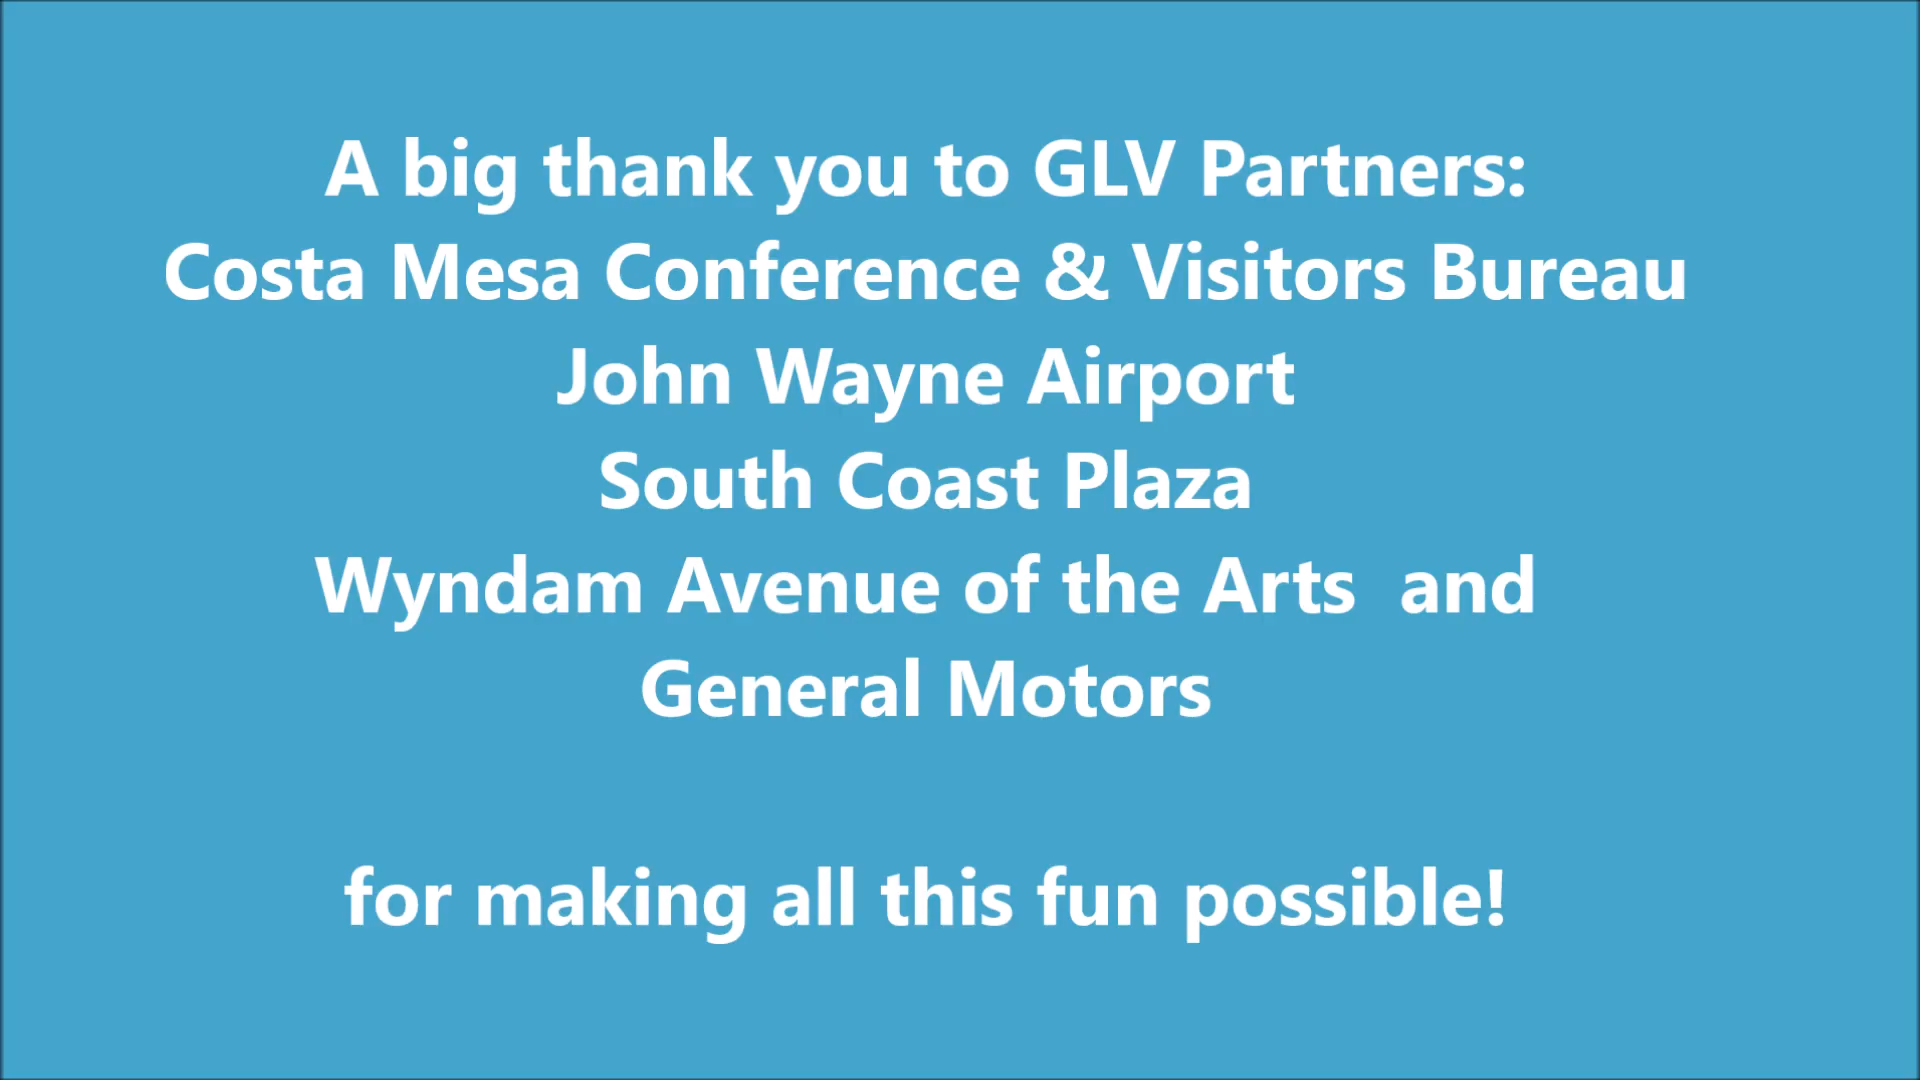 A big thank you to GLV Partners:
Costa Mesa Conference & Visitors Bureau
John Wayne Airport
South Coast Plaza
Wyndam Avenue of the Arts  and
General Motors
for making all this fun possible!